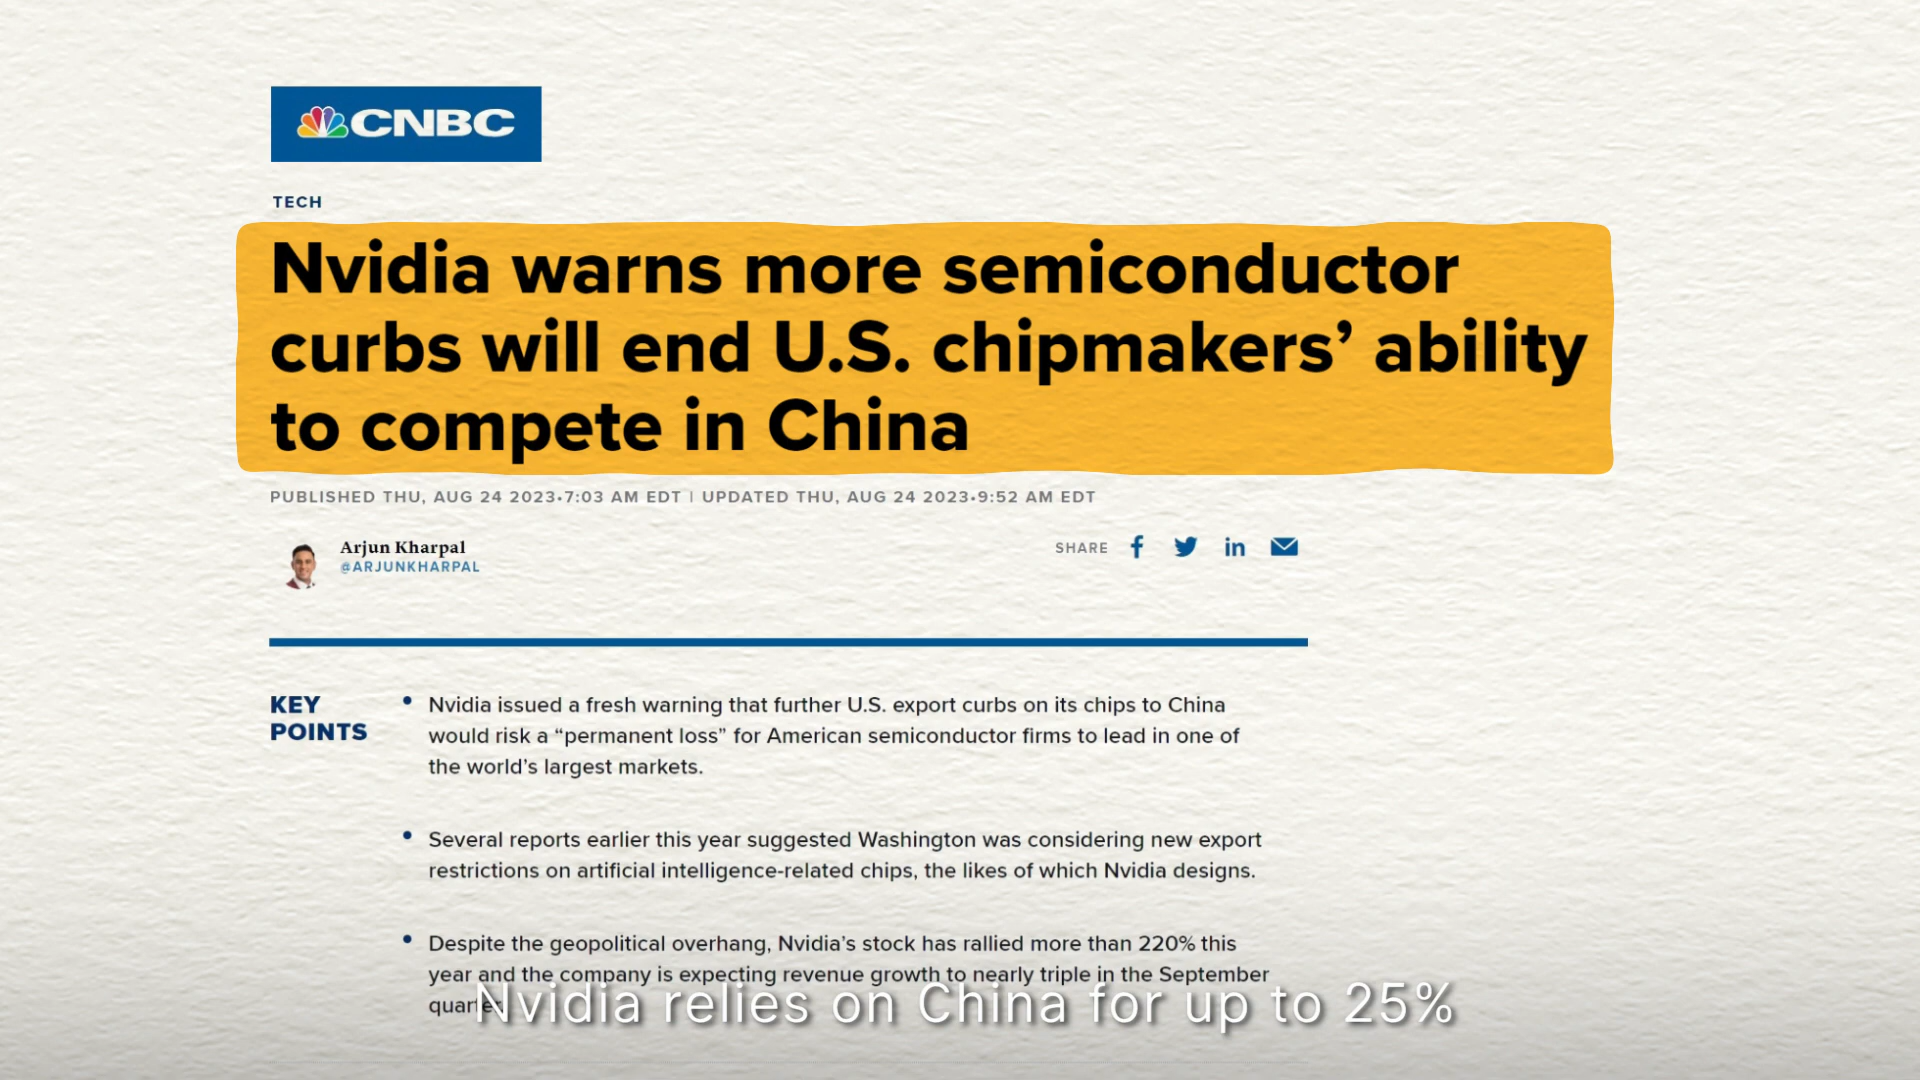 CNBC
TECH
Nvidia warns more semiconductor
curbs will end U.S. chipmakers’ ability
to compete in China
PUBLISHED THU, AUG 24 2023•7:03 AM EDT | UPDATED THU, AUG 24 2023•9:52 AM EDT
Arjun Kharpal
@ARJUNKHARPAL
SHARE
KEY
POINTS
• Nvidia issued a fresh warning that further U.S. export curbs on its chips to China
would risk a “permanent loss” for American semiconductor firms to lead in one of
the world’s largest markets.
• Several reports earlier this year suggested Washington was considering new export
restrictions on artificial intelligence-related chips, the likes of which Nvidia designs.
• Despite the geopolitical overhang, Nvidia’s stock has rallied more than 220% this
year and the company is expecting revenue growth to nearly triple in the September
quarter.
Nvidia relies on China for up to 25%